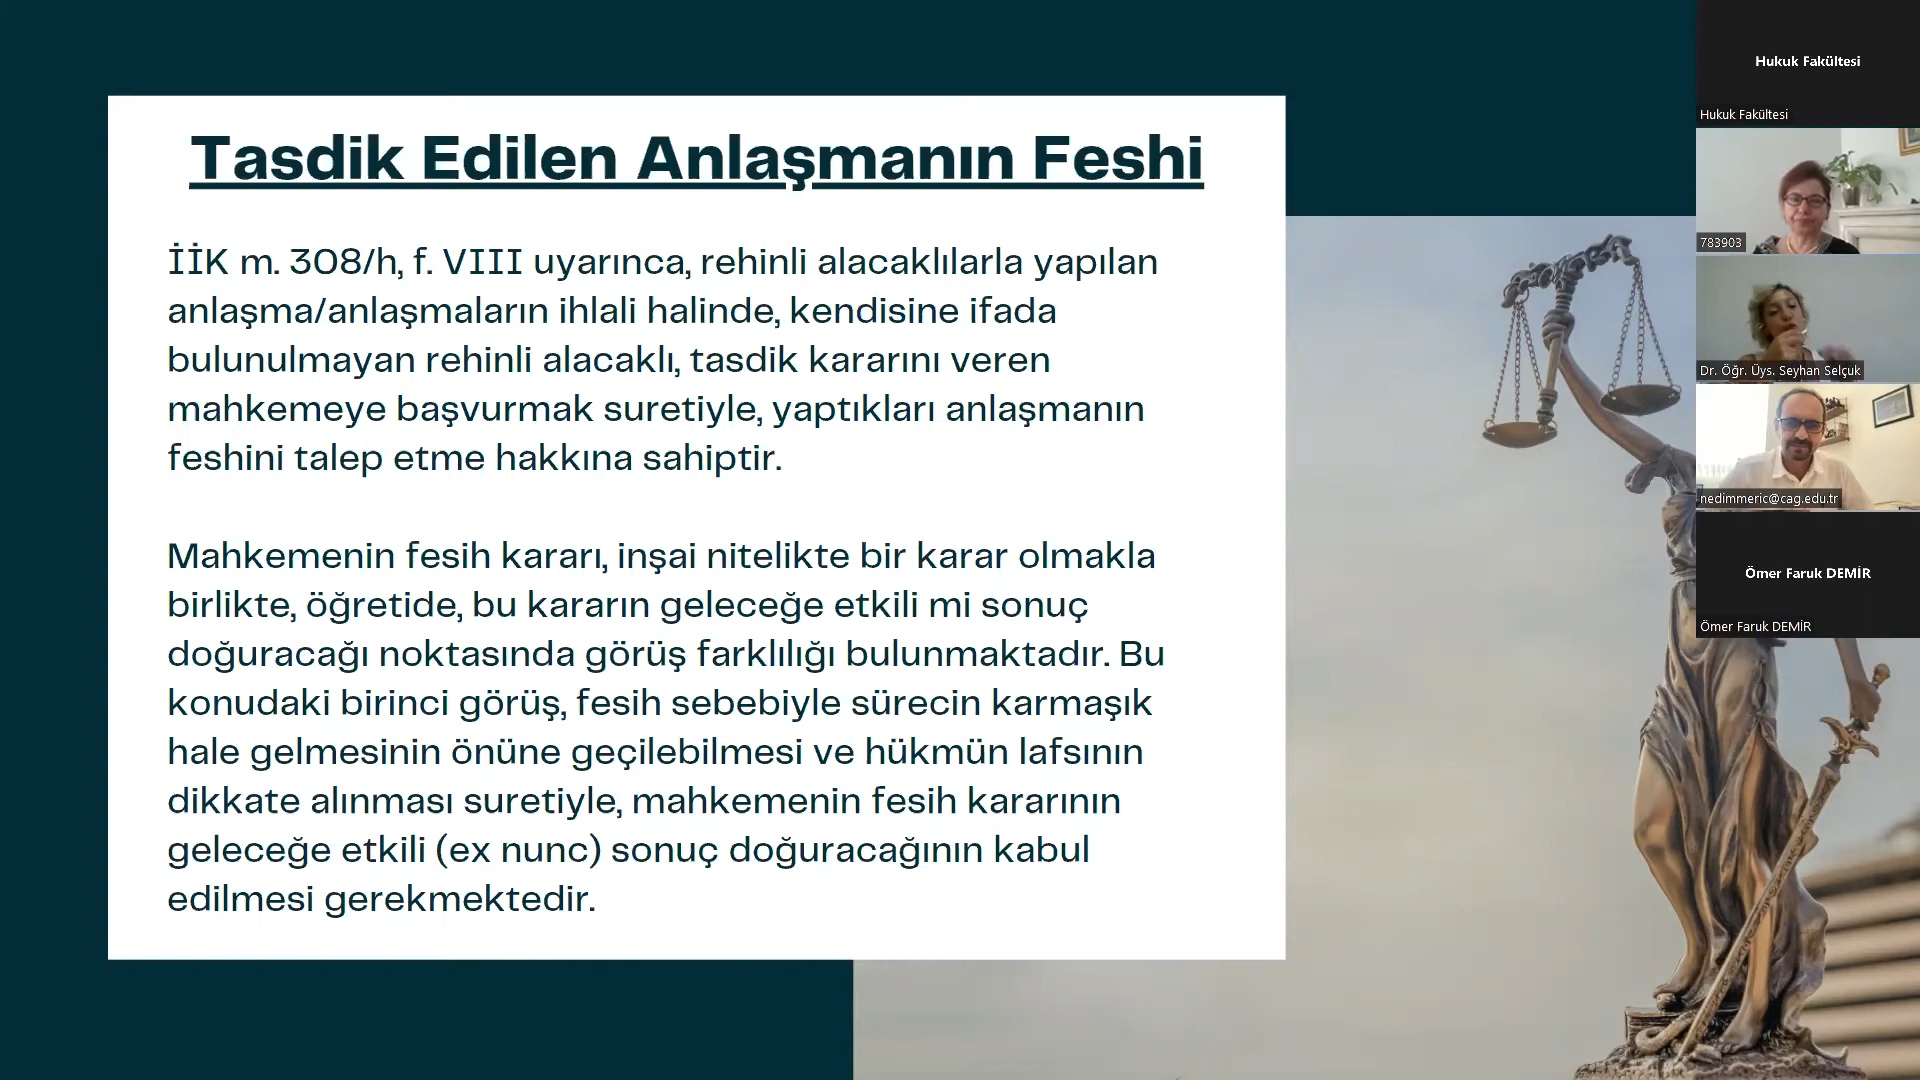 Tasdik Edilen Anlaşmanın Feshi
İİK m. 308/h, f. VIII uyarınca, rehinli alacaklılarla yapılan
anlaşma/anlaşmaların ihlali halinde, kendisine ifada
bulunulmayan rehinli alacaklı, tasdik kararını veren
mahkemeye başvurmak suretiyle, yaptıkları anlaşmanın
feshini talep etme hakkına sahiptir.
Mahkemenin fesih kararı, inşai nitelikte bir karar olmakla
birlikte, öğretide, bu kararın geleceğe etkili mi sonuç
doğuracağı noktasında görüş farklılığı bulunmaktadır. Bu
konudaki birinci görüş, fesih sebebiyle sürecin karmaşık
hale gelmesinin önüne geçilebilmesi ve hükmün lafsının
dikkate alınması suretiyle, mahkemenin fesih kararının
geleceğe etkili (ex nunc) sonuç doğuracağının kabul
edilmesi gerekmektedir.
Hukuk Fakültesi
Hukuk Fakültesi
783903
Dr. Öğr. Üys. Seyhan Selçuk
nedimmeric@cag.edu.tr
Ömer Faruk DEMİR
Ömer Faruk DEMİR